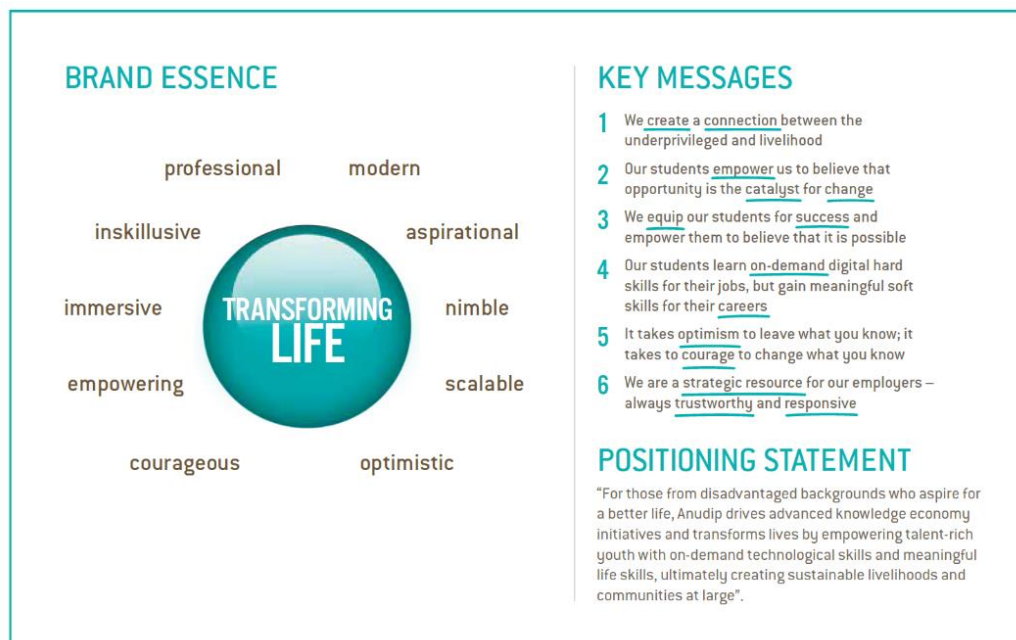 BRAND ESSENCE
professional
modern
inskillusive
aspirational
immersive
TRANSFORMING
LIFE
nimble
empowering
scalable
courageous
optimistic
KEY MESSAGES
1 We create a connection between the
underprivileged and livelihood
2 Our students empower us to believe that
opportunity is the catalyst for change
3 We equip our students for success and
empower them to believe that it is possible
4 Our students learn on-demand digital hard
skills for their jobs, but gain meaningful soft
skills for their careers
5 It takes optimism to leave what you know; it
takes to courage to change what you know
6 We are a strategic resource for our employers –
always trustworthy and responsive
POSITIONING STATEMENT
“For those from disadvantaged backgrounds who aspire for
a better life, Anudip drives advanced knowledge economy
initiatives and transforms lives by empowering talent-rich
youth with on-demand technological skills and meaningful
life skills, ultimately creating sustainable livelihoods and
communities at large”.